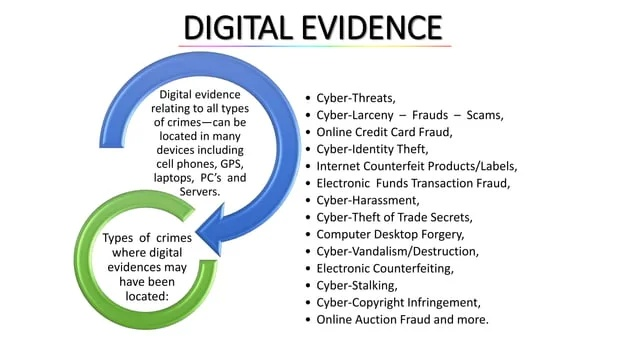 DIGITAL EVIDENCE
Digital evidence
relating to all types
of crimes—can be
located in many
devices including
cell phones, GPS,
laptops, PC's and
Servers.
Types of crimes
where digital
evidences may
have been
located:
• Cyber-Threats,
• Cyber-Larceny – Frauds – Scams,
• Online Credit Card Fraud,
• Cyber-Identity Theft,
• Internet Counterfeit Products/Labels,
• Electronic Funds Transaction Fraud,
• Cyber-Harassment,
• Cyber-Theft of Trade Secrets,
• Computer Desktop Forgery,
• Cyber-Vandalism/Destruction,
• Electronic Counterfeiting,
• Cyber-Stalking,
• Cyber-Copyright Infringement,
• Online Auction Fraud and more.